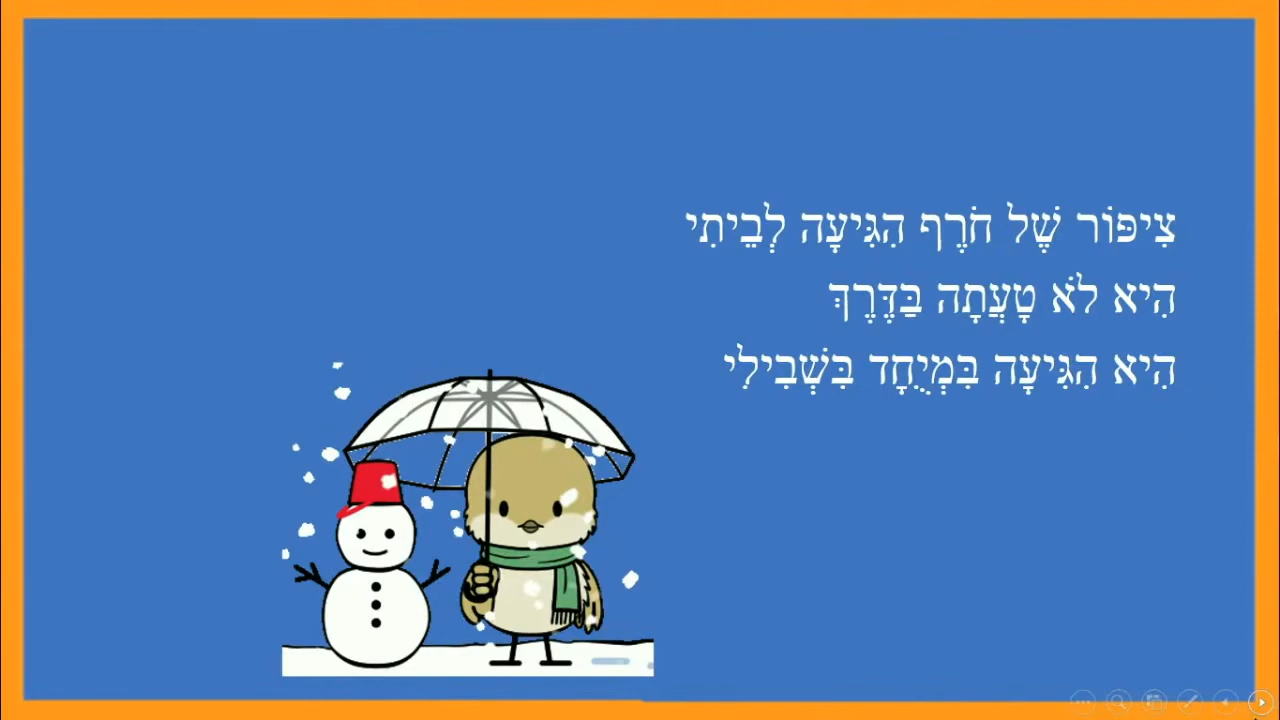 צִיפּוֹר שֶׁל חֹרֶף הִגִּיעָה לְבֵיתִי
הִיא לֹא טָעֲתָה בַּדֶּרֶךְ
הִיא הִגִּיעָה בִּמְיֻחָד בִּשְׁבִילִי